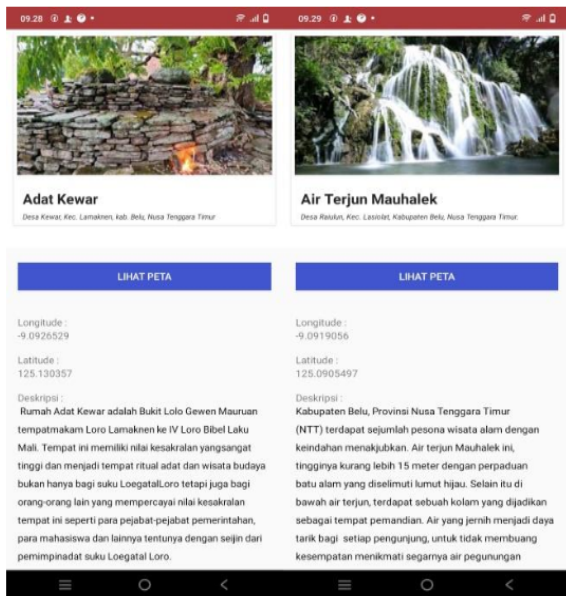 09.28
Adat Kewar
Desa Kewar, Kec. Lamaknen, kab. Belu, Nusa Tenggara Timur
LIHAT PETA
Longitude :
-9.0926529
Latitude :
125.130357
Deskripsi :
Rumah Adat Kewar adalah Bukit Lolo Gewen Mauruan
tempatmakam Loro Lamaknen ke IV Loro Bibel Laku
Mali. Tempat ini memiliki nilai kesakralan yangsangat
tinggi dan menjadi tempat ritual adat dan wisata budaya
bukan hanya bagi suku LoegatalLoro tetapi juga bagi
orang-orang lain yang mempercayai nilai kesakralan
tempat ini seperti para pejabat-pejabat pemerintahan,
para mahasiswa dan lainnya tentunya dengan seijin dari
pemimpinadat suku Loegatal Loro.
09.29
Air Terjun Mauhalek
Desa Raiulun, Kec. Lasiolat, Kabupaten Belu, Nusa Tenggara Timur.
LIHAT PETA
Longitude :
-9.0919056
Latitude :
125.0905497
Deskripsi :
Kabupaten Belu, Provinsi Nusa Tenggara Timur
(NTT) terdapat sejumlah pesona wisata alam dengan
keindahan menakjubkan. Air terjun Mauhalek ini,
tingginya kurang lebih 15 meter dengan perpaduan
batu alam yang diselimuti lumut hijau. Selain itu di
bawah air terjun, terdapat sebuah kolam yang dijadikan
sebagai tempat pemandian. Air yang jernih menjadi daya
tarik bagi setiap pengunjung, untuk tidak membuang
kesempatan menikmati segarnya air pegunungan